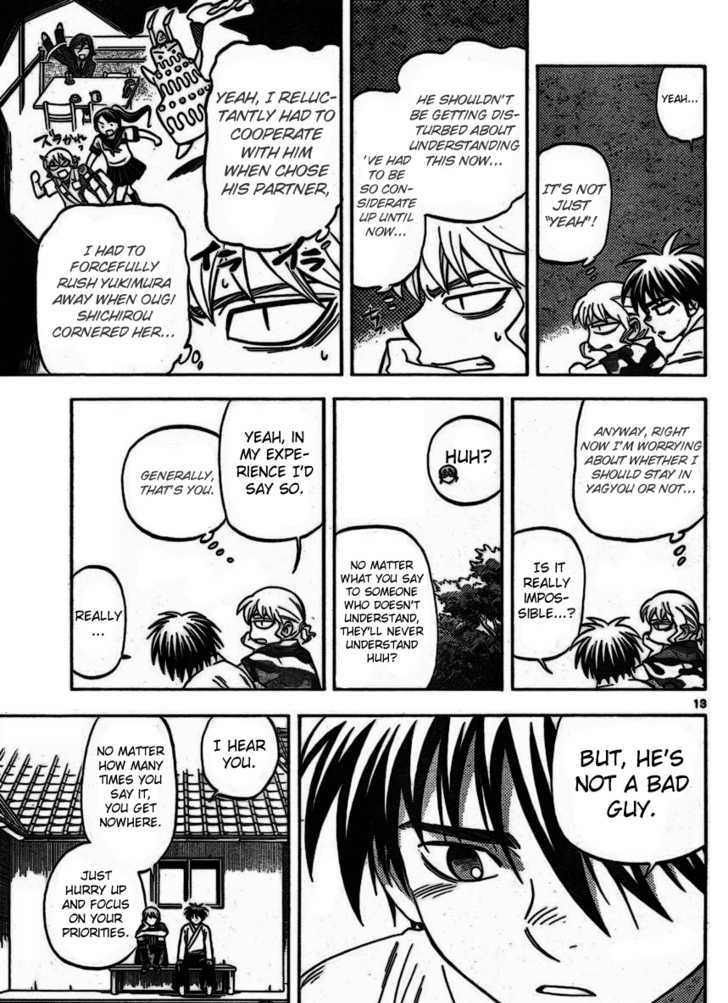 YEAH...
IT'S NOT
JUST
"YEAH"!
HE SHOULDN'T
BE GETTING DIS-
TURBED ABOUT
UNDERSTANDING
THIS NOW...
'VE HAD
TO BE
SO CON-
SIDERATE
UP UNTIL
NOW...
YEAH, I RELUC-
TANTLY HAD TO
COOPERATE
WITH HIM
WHEN CHOSE
HIS PARTNER,
I HAD TO
FORCEFULLY
RUSH YUKIMURA
AWAY WHEN OUGI
SHICHIROU
CORNERED HER...
イライラ
ANYWAY, RIGHT
NOW I'M WORRYING
ABOUT WHETHER I
SHOULD STAY IN
YAGYOU OR NOT...
IS IT
REALLY
IMPOS-
SIBLE...?
HUH?
NO MATTER
WHAT YOU SAY
TO SOMEONE
WHO DOESN'T
UNDERSTAND,
THEY'LL NEVER
UNDERSTAND
HUH?
YEAH, IN
MY EXPE-
RIENCE I'D
SAY SO.
GENERALLY,
THAT'S YOU.
REALLY
...
13
BUT, HE'S
NOT A BAD
GUY.
I HEAR
YOU.
NO MATTER
HOW MANY
TIMES YOU
SAY IT,
YOU GET
NOWHERE.
JUST
HURRY UP
AND FOCUS
ON YOUR
PRIORITIES.